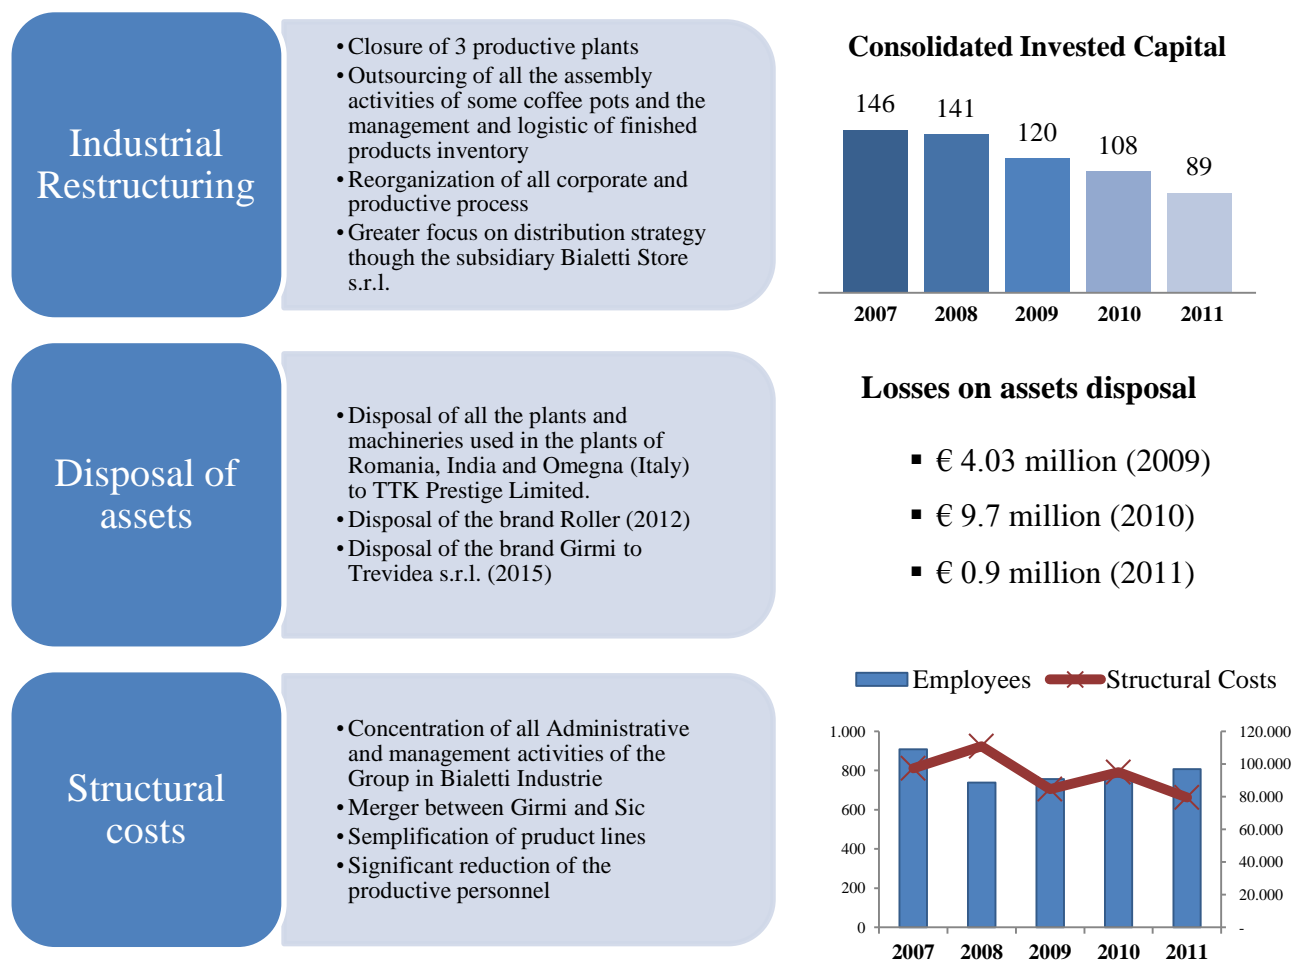 Industrial
Restructuring
•Closure of 3 productive plants
•Outsourcing of all the assembly
activities of some coffee pots and the
management and logistic of finished
products inventory
•Reorganization of all corporate and
productive process
•Greater focus on distribution strategy
though the subsidiary Bialetti Store
s.r.l.
Consolidated Invested Capital
146
141
120
108
89
2007 2008 2009 2010 2011
Disposal of
assets
•Disposal of all the plants and
machineries used in the plants of
Romania, India and Omegna (Italy)
to TTK Prestige Limited.
•Disposal of the brand Roller (2012)
•Disposal of the brand Girmi to
Trevidea s.r.l. (2015)
Losses on assets disposal
▪ € 4.03 million (2009)
▪ € 9.7 million (2010)
▪ € 0.9 million (2011)
Structural
costs
•Concentration of all Administrative
and management activities of the
Group in Bialetti Industrie
•Merger between Girmi and Sic
•Semplification of pruduct lines
•Significant reduction of the
productive personnel
Employees Structural Costs
1.000
800
600
400
200
0
120.000
100.000
80.000
60.000
40.000
20.000
-
2007 2008 2009 2010 2011